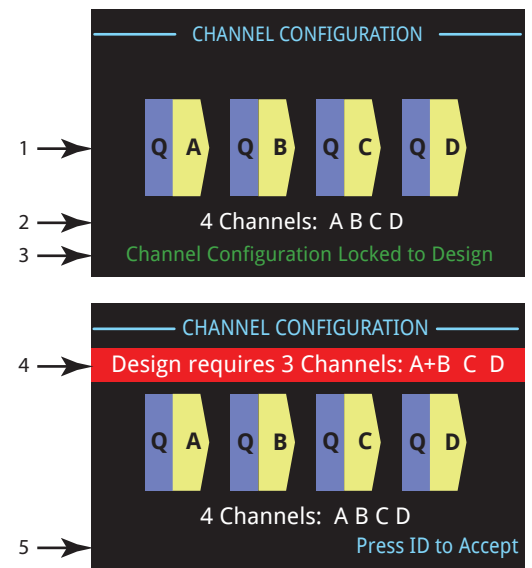 CHANNEL CONFIGURATION
1
Q A Q B Q C Q D
2
4 Channels: A B C D
3
Channel Configuration Locked to Design
CHANNEL CONFIGURATION
4
Design requires 3 Channels: A+B C D
Q A Q B Q C Q D
4 Channels: A B C D
5
Press ID to Accept